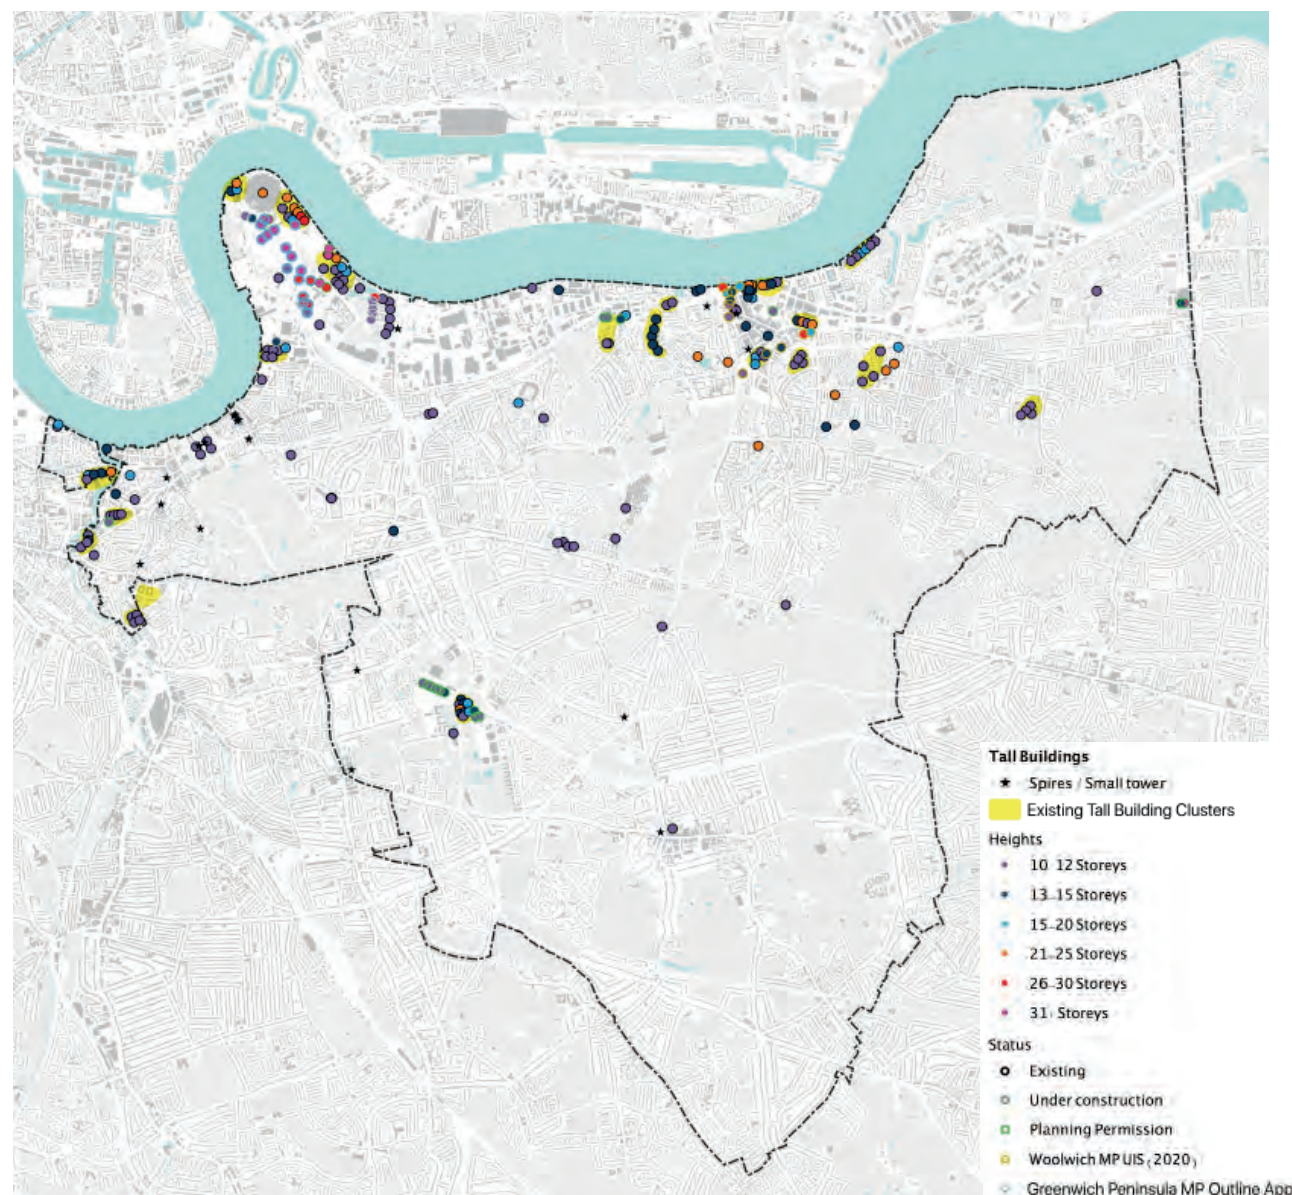 Tall Buildings
Spires / Small tower
Existing Tall Building Clusters
Heights
10 12 Storeys
13-15 Storeys
15-20 Storeys
21-25 Storeys
26-30 Storeys
31+ Storeys
Status
Existing
Under construction
Planning Permission
Woolwich MP UIS (2020)
Greenwich Peninsula MP Outline App